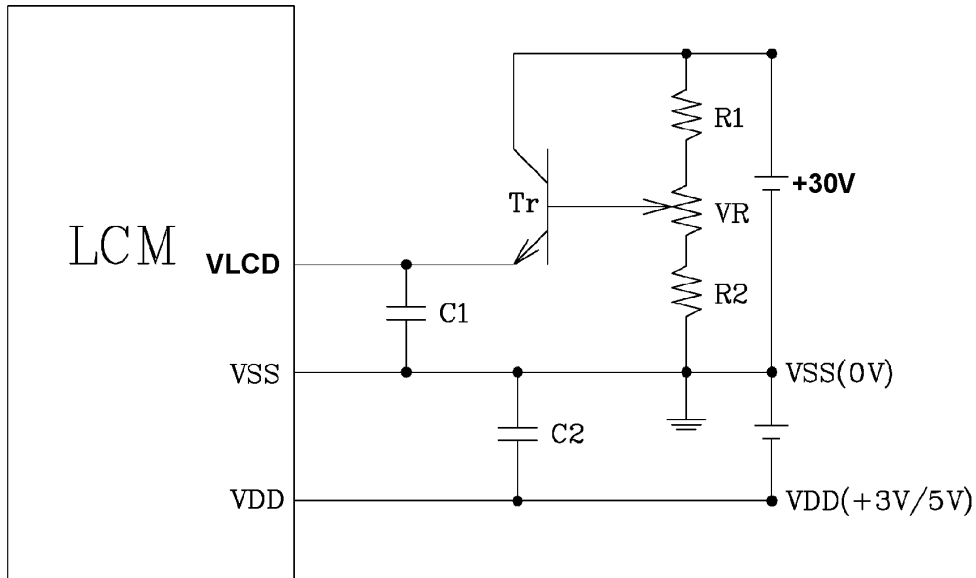 R1
+30V
Tr
VR
LCM
VLCD
R2
C1
VSS
VSS(0V)
C2
VDD
VDD(+3V/5V)